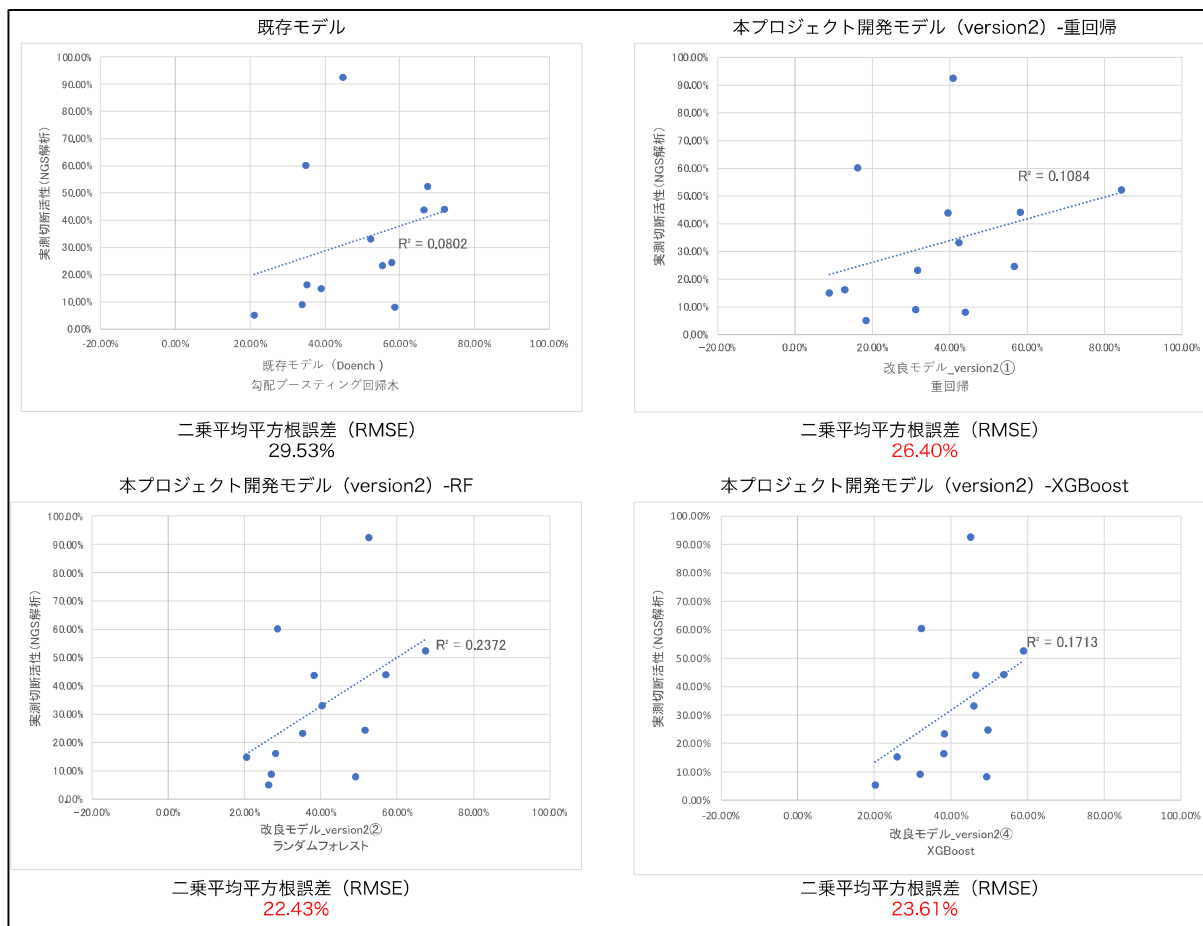 既存モデル
100.00%
90.00%
80.00%
70.00%
60.00%
50.00%
40.00%
30.00%
20.00%
10.00%
0.00%
実測切断活性(NGS解析)
R² = 0.0802
-20.00% 0.00% 20.00% 40.00% 60.00% 80.00% 100.00%
既存モデル（Doench ）
勾配ブースティング回帰木
二乗平均平方根誤差（RMSE）
29.53%
本プロジェクト開発モデル（version2）-重回帰
100.00%
90.00%
80.00%
70.00%
60.00%
50.00%
40.00%
30.00%
20.00%
10.00%
0.00%
実測切断活性(NGS解析)
R² = 0.1084
-20.00% 0.00% 20.00% 40.00% 60.00% 80.00% 100.00%
改良モデル_version2①
重回帰
二乗平均平方根誤差（RMSE）
26.40%
本プロジェクト開発モデル（version2）-RF
100.00%
90.00%
80.00%
70.00%
60.00%
50.00%
40.00%
30.00%
20.00%
10.00%
0.00%
実測切断活性(NGS解析)
R² = 0.2372
-20.00% 0.00% 20.00% 40.00% 60.00% 80.00% 100.00%
改良モデル_version2②
ランダムフォレスト
二乗平均平方根誤差（RMSE）
22.43%
本プロジェクト開発モデル（version2）-XGBoost
100.00%
90.00%
80.00%
70.00%
60.00%
50.00%
40.00%
30.00%
20.00%
10.00%
0.00%
実測切断活性(NGS解析)
R² = 0.1713
-20.00% 0.00% 20.00% 40.00% 60.00% 80.00% 100.00%
改良モデル_version2④
XGBoost
二乗平均平方根誤差（RMSE）
23.61%